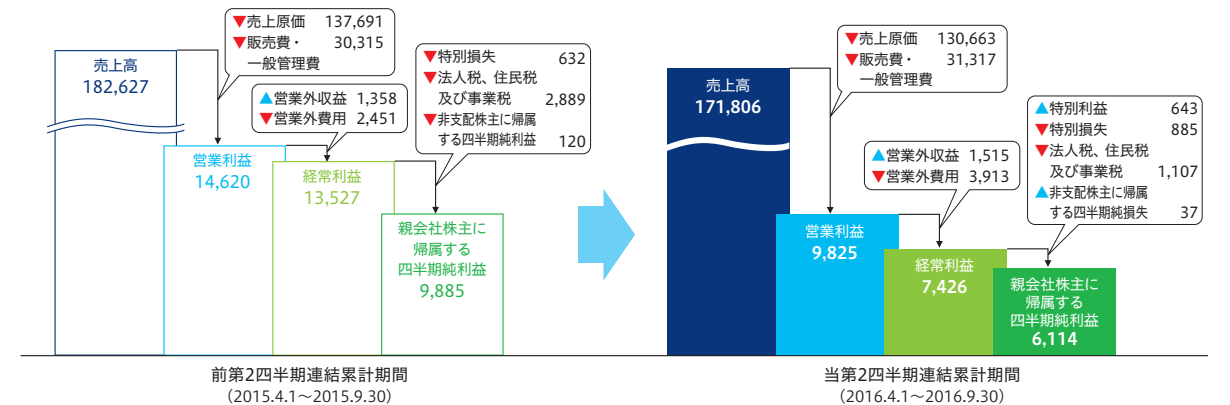 ▼売上原価 137,691
▼販売費・ 30,315
一般管理費
売上高
182,627
▲営業外収益 1,358
▼営業外費用 2,451
▼特別損失 632
▼法人税、住民税
及び事業税 2,889
▼非支配株主に帰属
する四半期純利益 120
営業利益
14,620
経常利益
13,527
親会社株主に
帰属する
四半期純利益
9,885
前第2四半期連結累計期間
（2015.4.1～2015.9.30）
▼売上原価 130,663
▼販売費・ 31,317
一般管理費
売上高
171,806
▲営業外収益 1,515
▼営業外費用 3,913
▲特別利益 643
▼特別損失 885
▼法人税、住民税
及び事業税 1,107
▲非支配株主に帰属
する四半期純損失 37
営業利益
9,825
経常利益
7,426
親会社株主に
帰属する
四半期純利益
6,114
当第2四半期連結累計期間
（2016.4.1～2016.9.30）